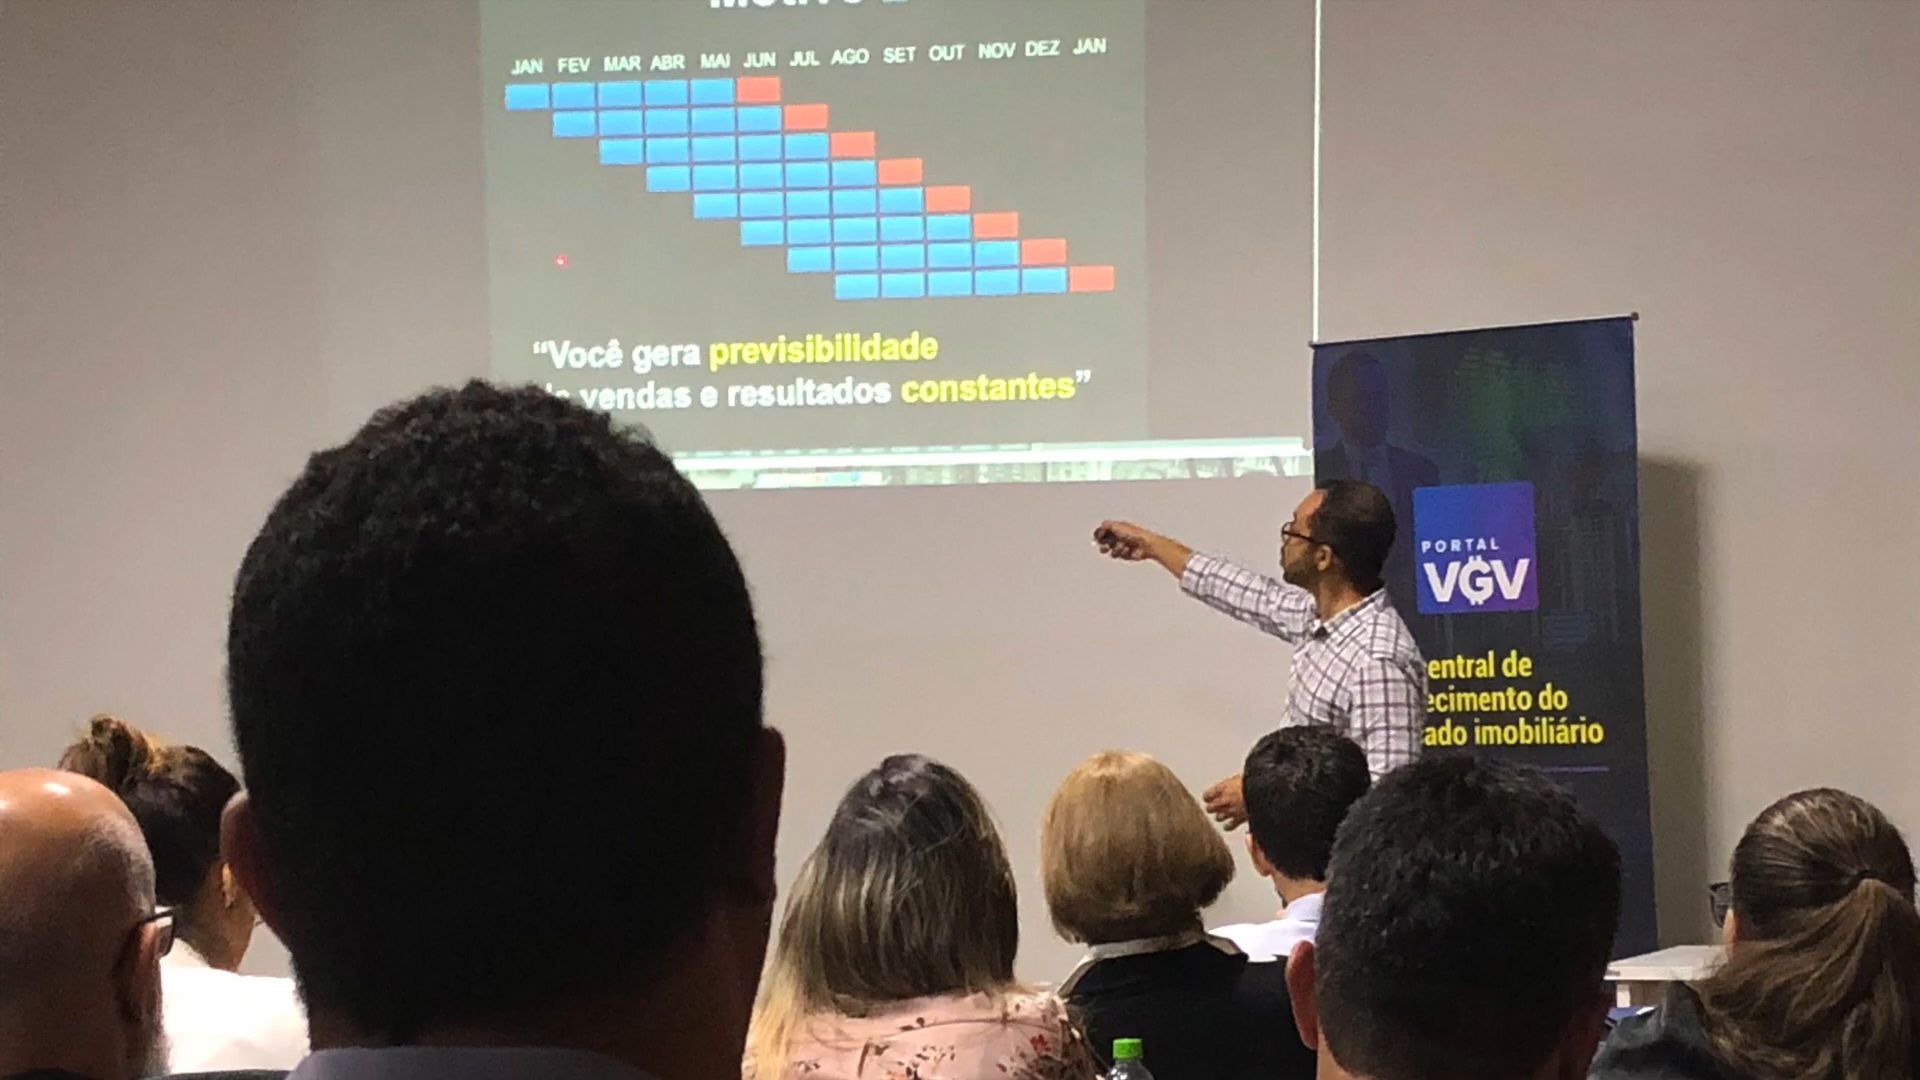 JAN FEV MAR ABR MAI JUN JUL AGO SET OUT NOV DEZ JAN
“Você gera previsibilidade
vendas e resultados constantes”
PORTAL
VGV
entral de
ecimento do
ado imobiliário